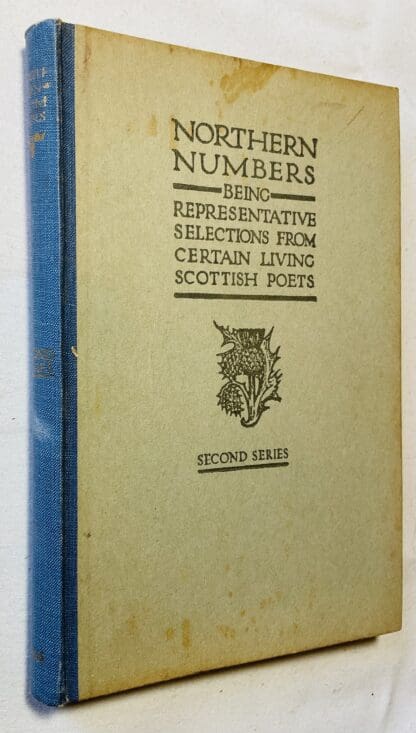 NORTHERN
NUMBERS
BEING
REPRESENTATIVE
SELECTIONS FROM
CERTAIN LIVING
SCOTTISH POETS
SECOND SERIES